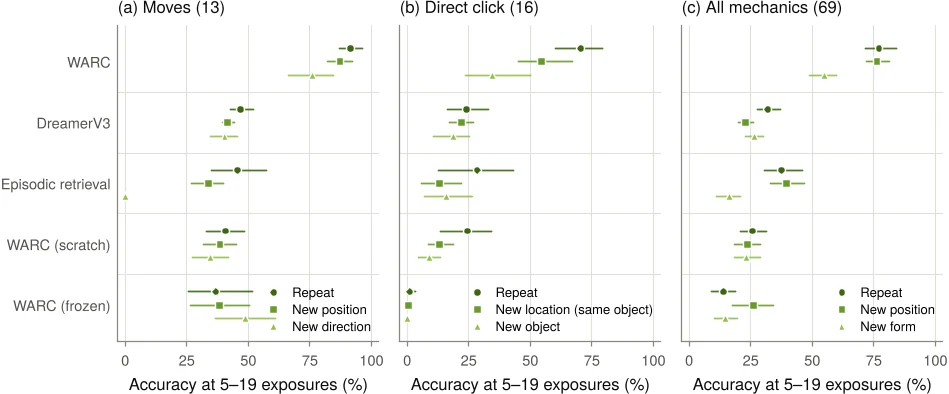 (a) Moves (13)
(b) Direct click (16)
(c) All mechanics (69)
WARC
DreamerV3
Episodic retrieval
WARC (scratch)
WARC (frozen)
Repeat
New position
New direction
Repeat
New location (same object)
New object
Repeat
New position
New form
0 25 50 75 100
0 25 50 75 100
0 25 50 75 100
Accuracy at 5–19 exposures (%)
Accuracy at 5–19 exposures (%)
Accuracy at 5–19 exposures (%)